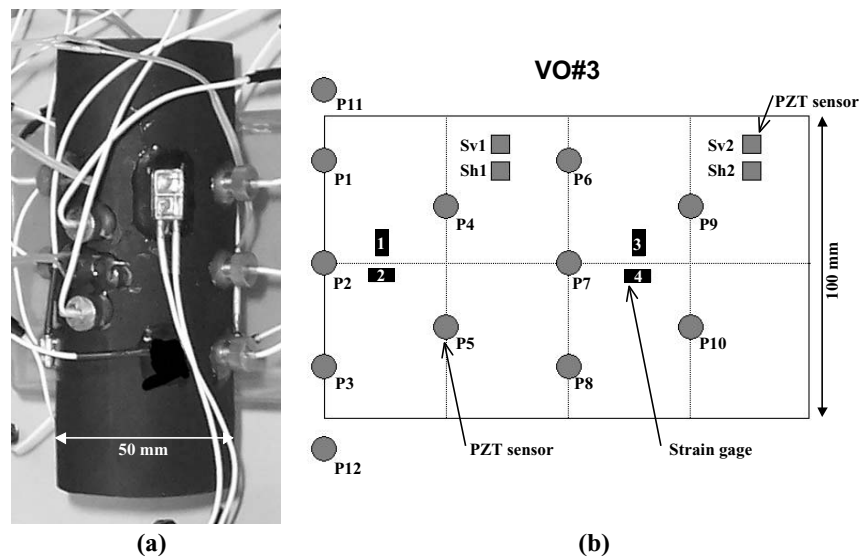 VO#3
PZT sensor
P11
Sv1
Sv2
Sh1
Sh2
P1
P6
P4
P9
1
3
P2
2
P7
4
P5
P10
P3
P8
P12
100 mm
50 mm
PZT sensor
Strain gage
(a)
(b)